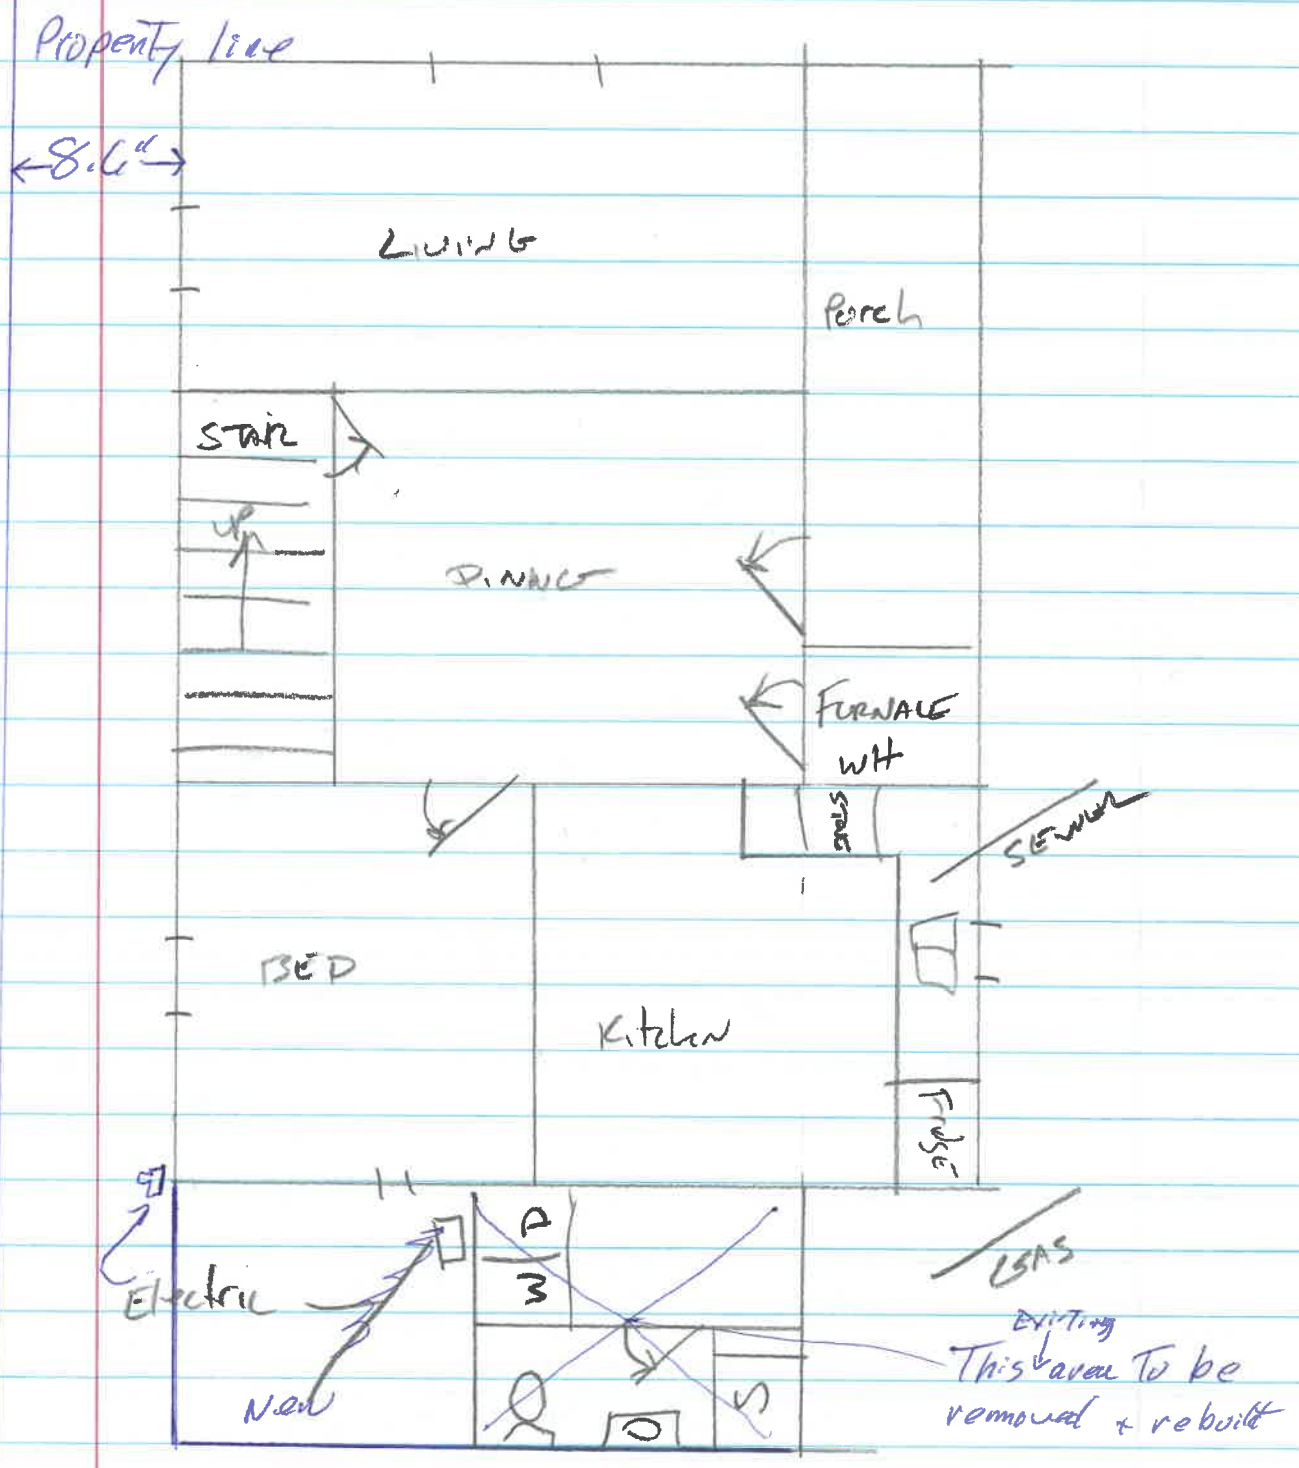 Property line
8.6"
LIVING
Porch
STAIR
UP
DINING
FURNACE
WH
STOVE
SEWER
BED
Kitchen
FRIDGE
D
W
Electric
GAS
Existing
This area To be
removed + rebuilt
New
S